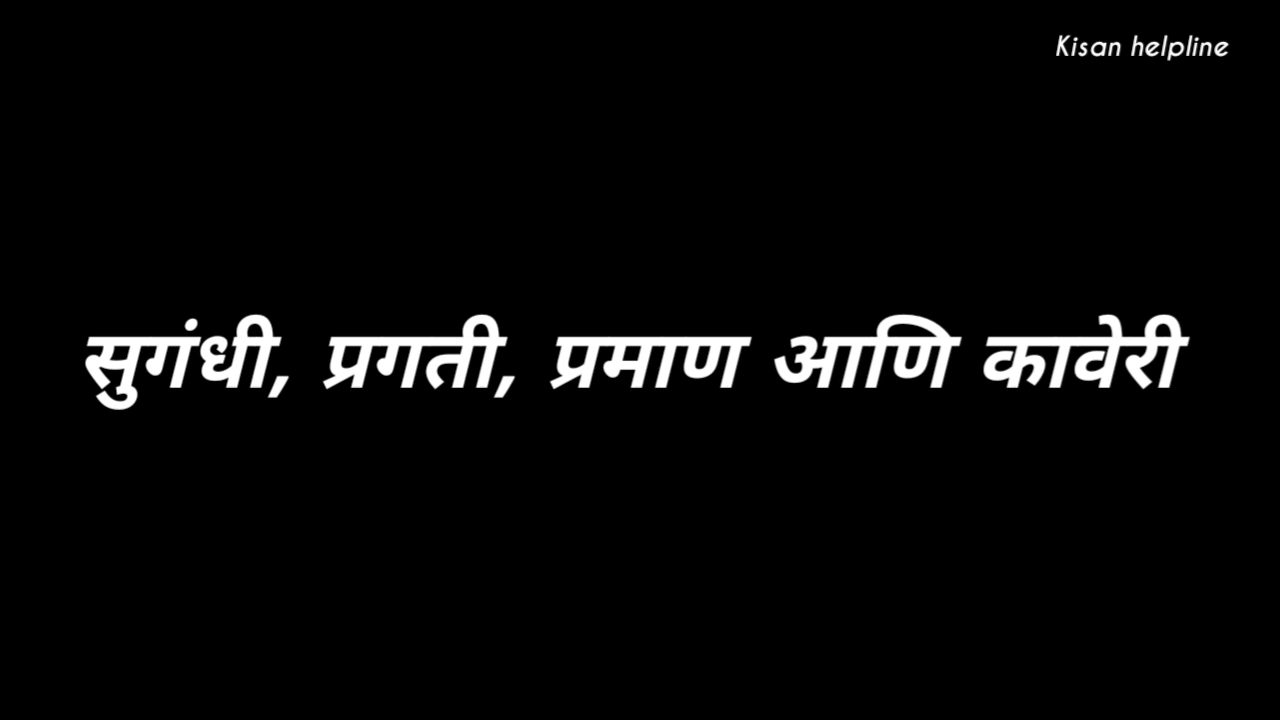 Kisan helpline
सुगंधी, प्रगती, प्रमाण आणि कावेरी